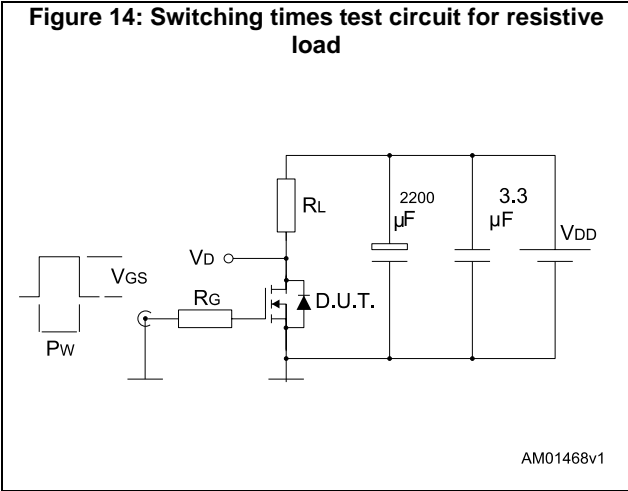 Figure 14: Switching times test circuit for resistive
load
2200
µF
3.3
µF
RL
VDD
VD
VGS
RG
D.U.T.
PW
AM01468v1